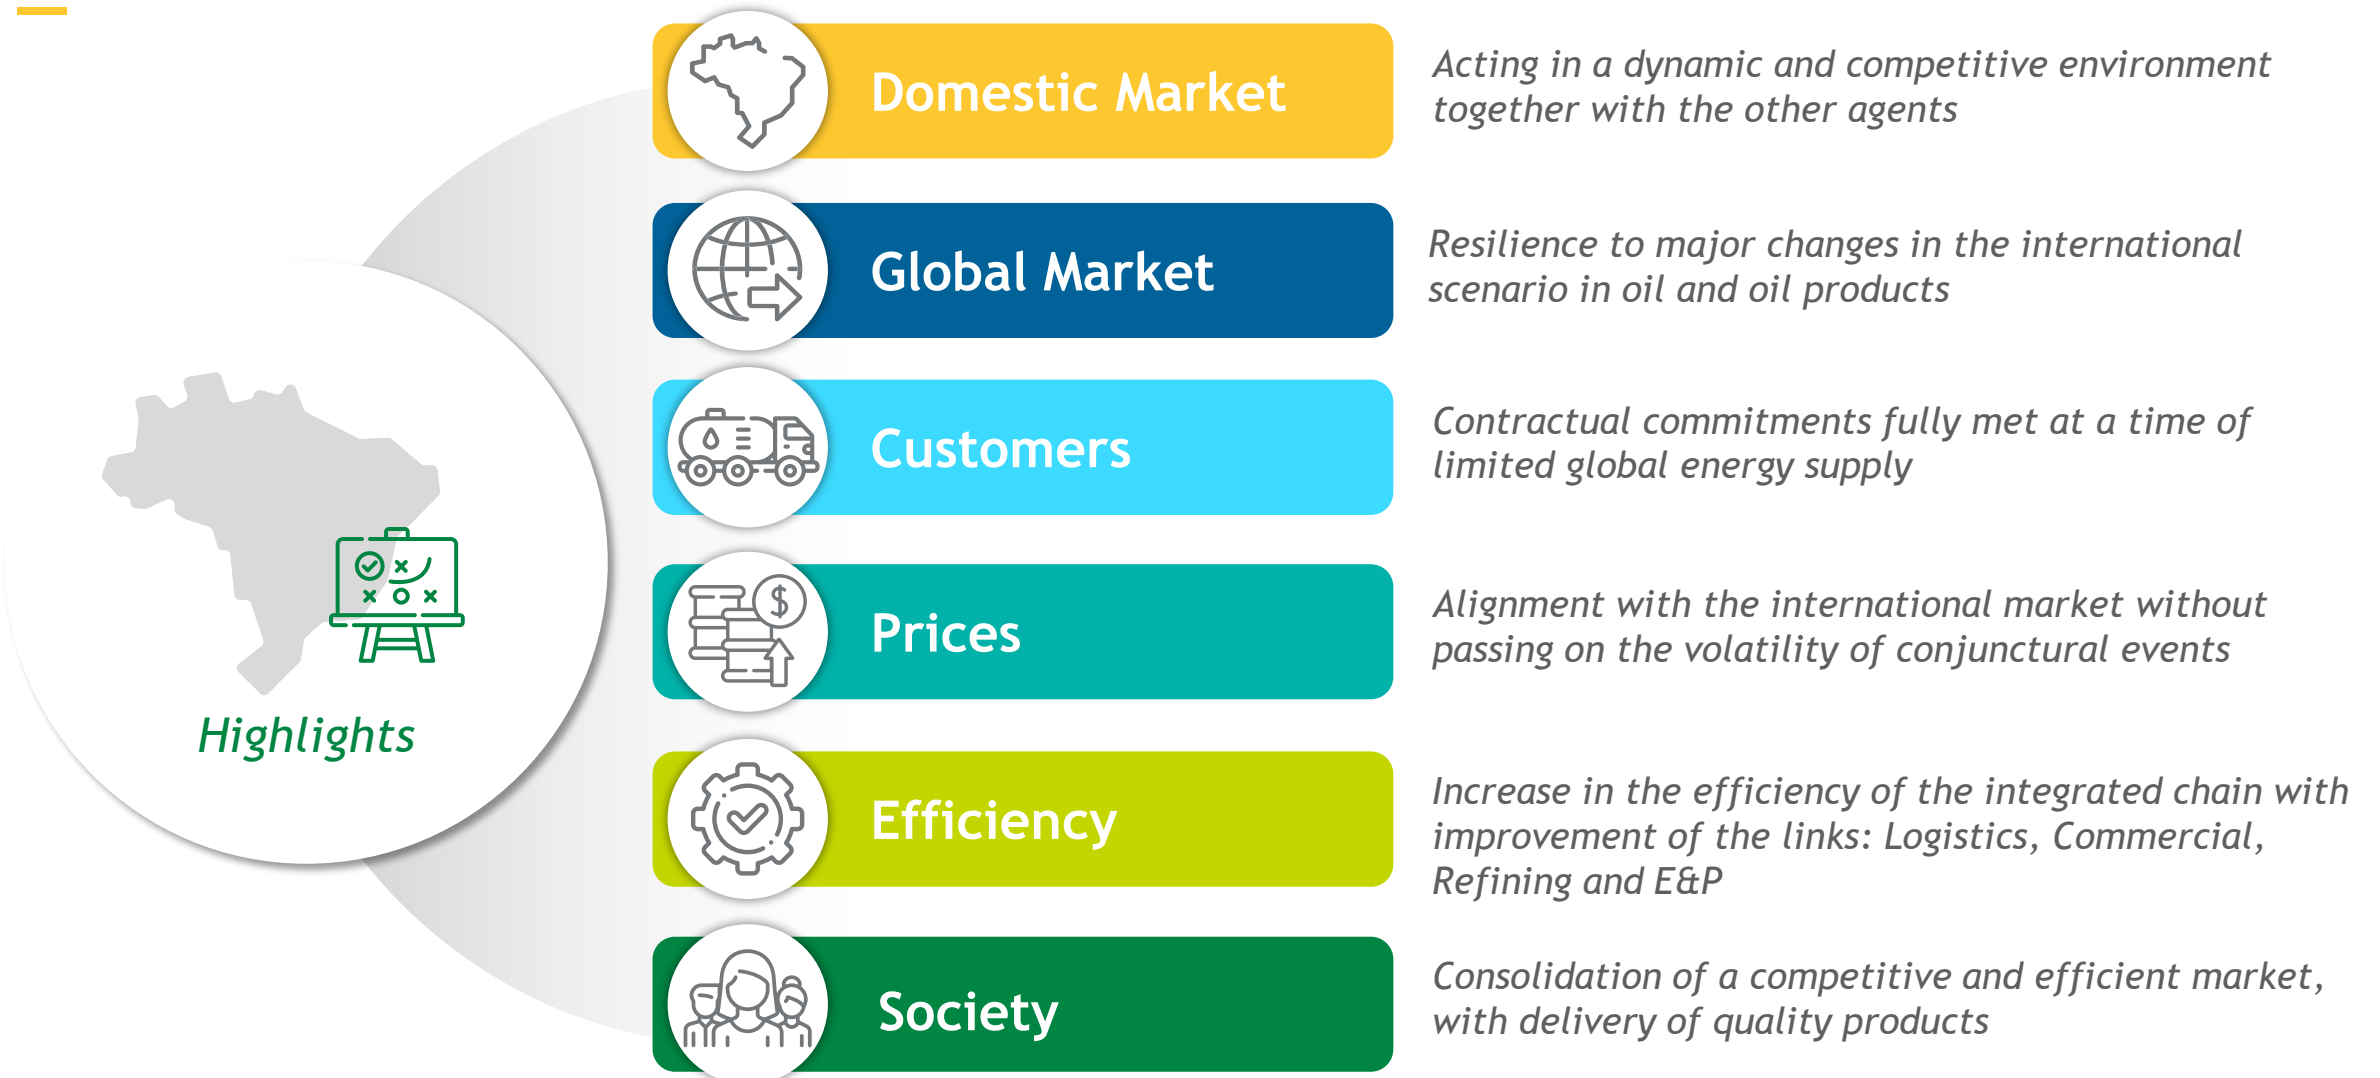 Highlights
Domestic Market
Acting in a dynamic and competitive environment
together with the other agents
Global Market
Resilience to major changes in the international
scenario in oil and oil products
Customers
Contractual commitments fully met at a time of
limited global energy supply
Prices
$
Alignment with the international market without
passing on the volatility of conjunctural events
Efficiency
Increase in the efficiency of the integrated chain with
improvement of the links: Logistics, Commercial,
Refining and E&P
Society
Consolidation of a competitive and efficient market,
with delivery of quality products